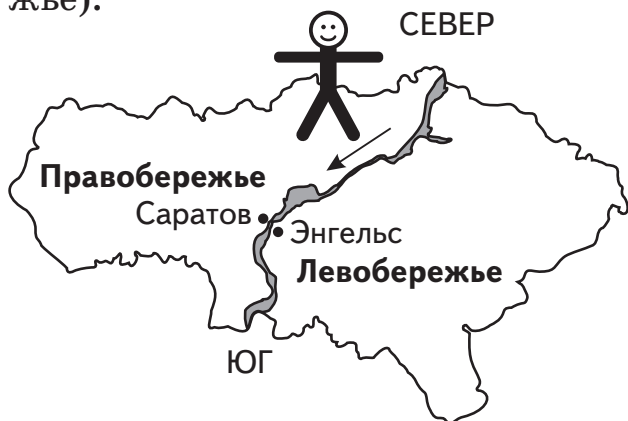 жье).
СЕВЕР
Правобережье
Саратов
Энгельс
Левобережье
ЮГ